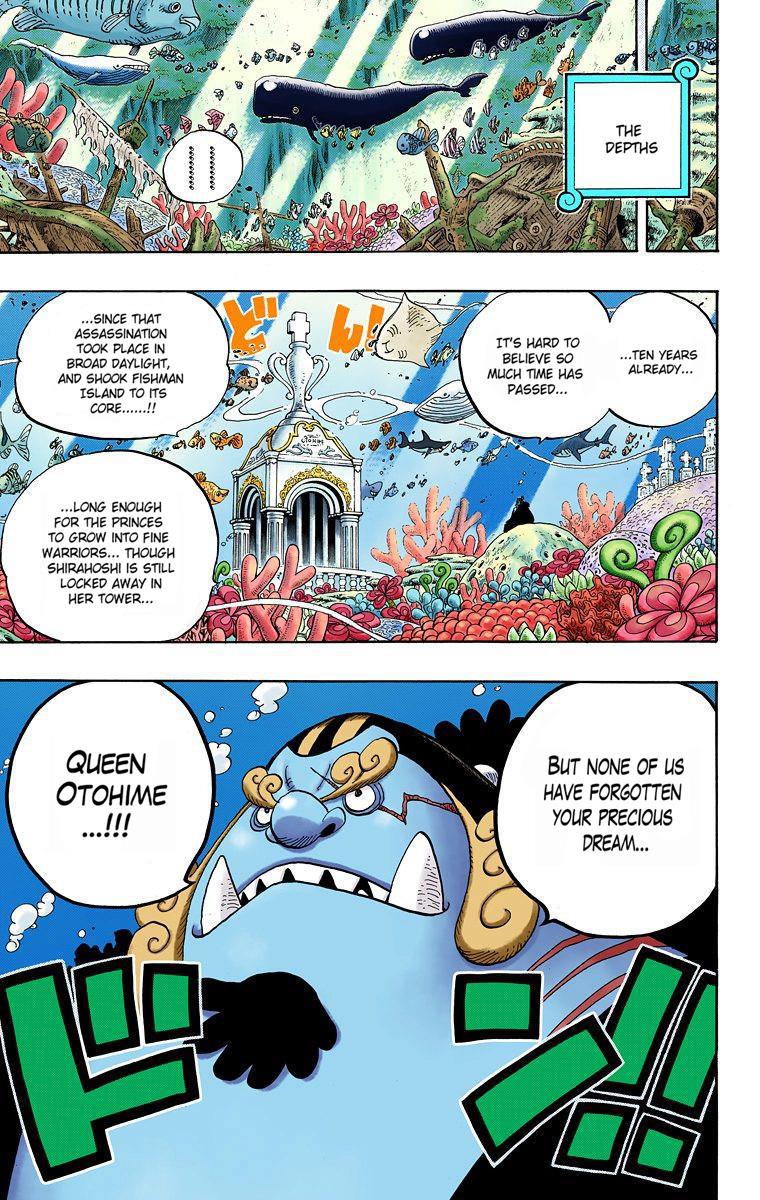 THE
DEPTHS
...TEN YEARS
ALREADY...
IT'S HARD TO
BELIEVE SO
MUCH TIME HAS
PASSED...
ドン!
...SINCE THAT
ASSASSINATION
TOOK PLACE IN
BROAD DAYLIGHT,
AND SHOOK FISHMAN
ISLAND TO ITS
CORE......!!
OTOHIME
...LONG ENOUGH
FOR THE PRINCES
TO GROW INTO FINE
WARRIORS... THOUGH
SHIRAHOSHI IS STILL
LOCKED AWAY IN
HER TOWER...
BUT NONE OF US
HAVE FORGOTTEN
YOUR PRECIOUS
DREAM...
QUEEN
OTOHIME
...!!!
ドン!!